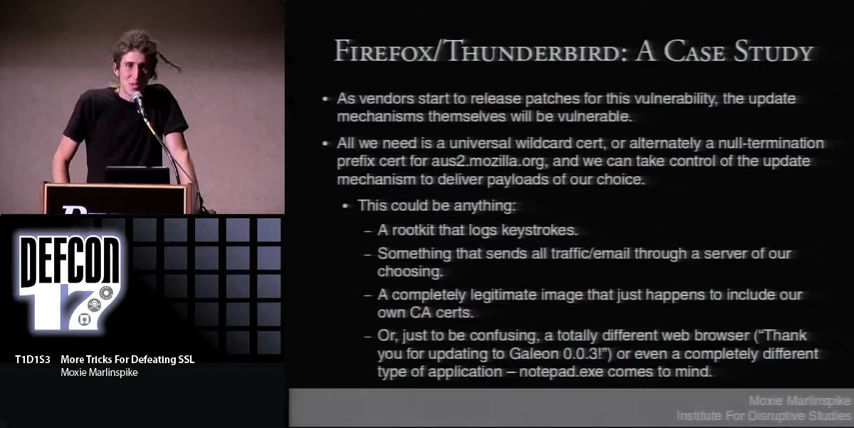 FIREFOX/THUNDERBIRD: A CASE STUDY
• As vendors start to release patches for this vulnerability, the update
mechanisms themselves will be vulnerable.
• All we need is a universal wildcard cert, or alternately a null-termination
prefix cert for aus2.mozilla.org, and we can take control of the update
mechanism to deliver payloads of our choice.
• This could be anything:
– A rootkit that logs keystrokes.
– Something that sends all traffic/email through a server of our
choosing.
– A completely legitimate image that just happens to include our
own CA certs.
– Or, just to be confusing, a totally different web browser (“Thank
you for updating to Galeon 0.0.3!”) or even a completely different
type of application – notepad.exe comes to mind.
Moxie Marlinspike
Institute For Disruptive Studies
DEFCON
17
T1D1S3 More Tricks For Defeating SSL
Moxie Marlinspike